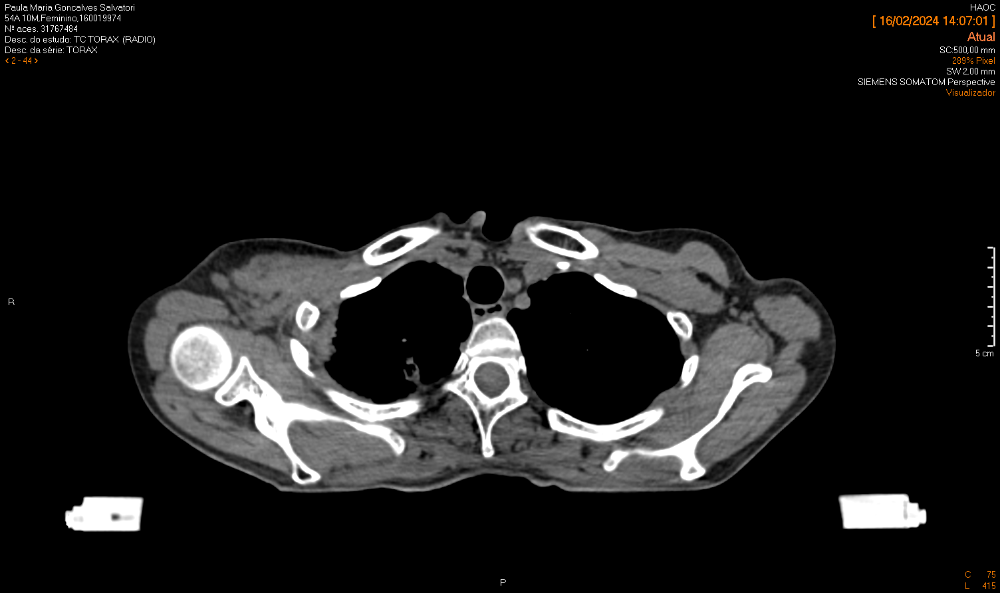 Paula Maria Goncalves Salvatori
54A 10M,Feminino,160019974
Nº aces. 31767484
Desc. do estudo: TC TORAX (RADIO)
Desc. da série: TORAX
< 2 - 44 >
HAOC
[ 16/02/2024 14:07:01 ]
Atual
SC:500,00 mm
289% Pixel
SW 2,00 mm
SIEMENS SOMATOM Perspective
Visualizador
R
5 cm
P
C 75
L 415